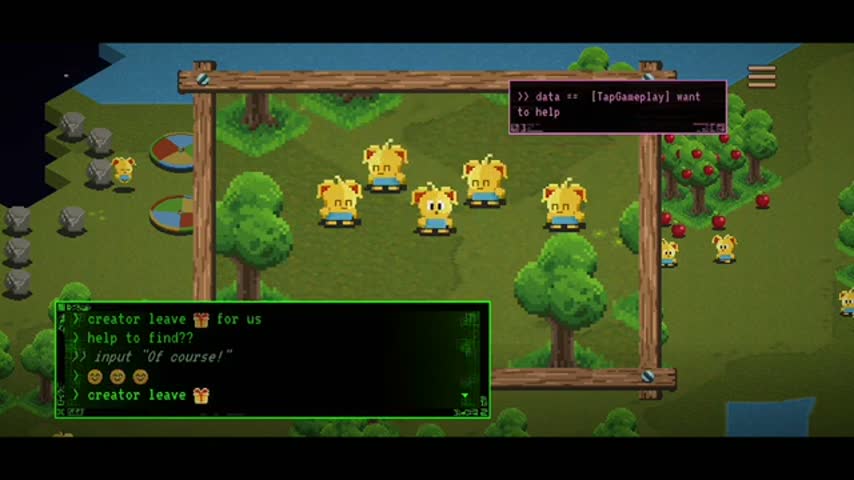 ❯❯ data == [TapGameplay] want
to help
❯ creator leave 🎁 for us
❯ help to find??
❯❯ input "Of course!"
❯ 😊 😊 😊
❯ creator leave 🎁